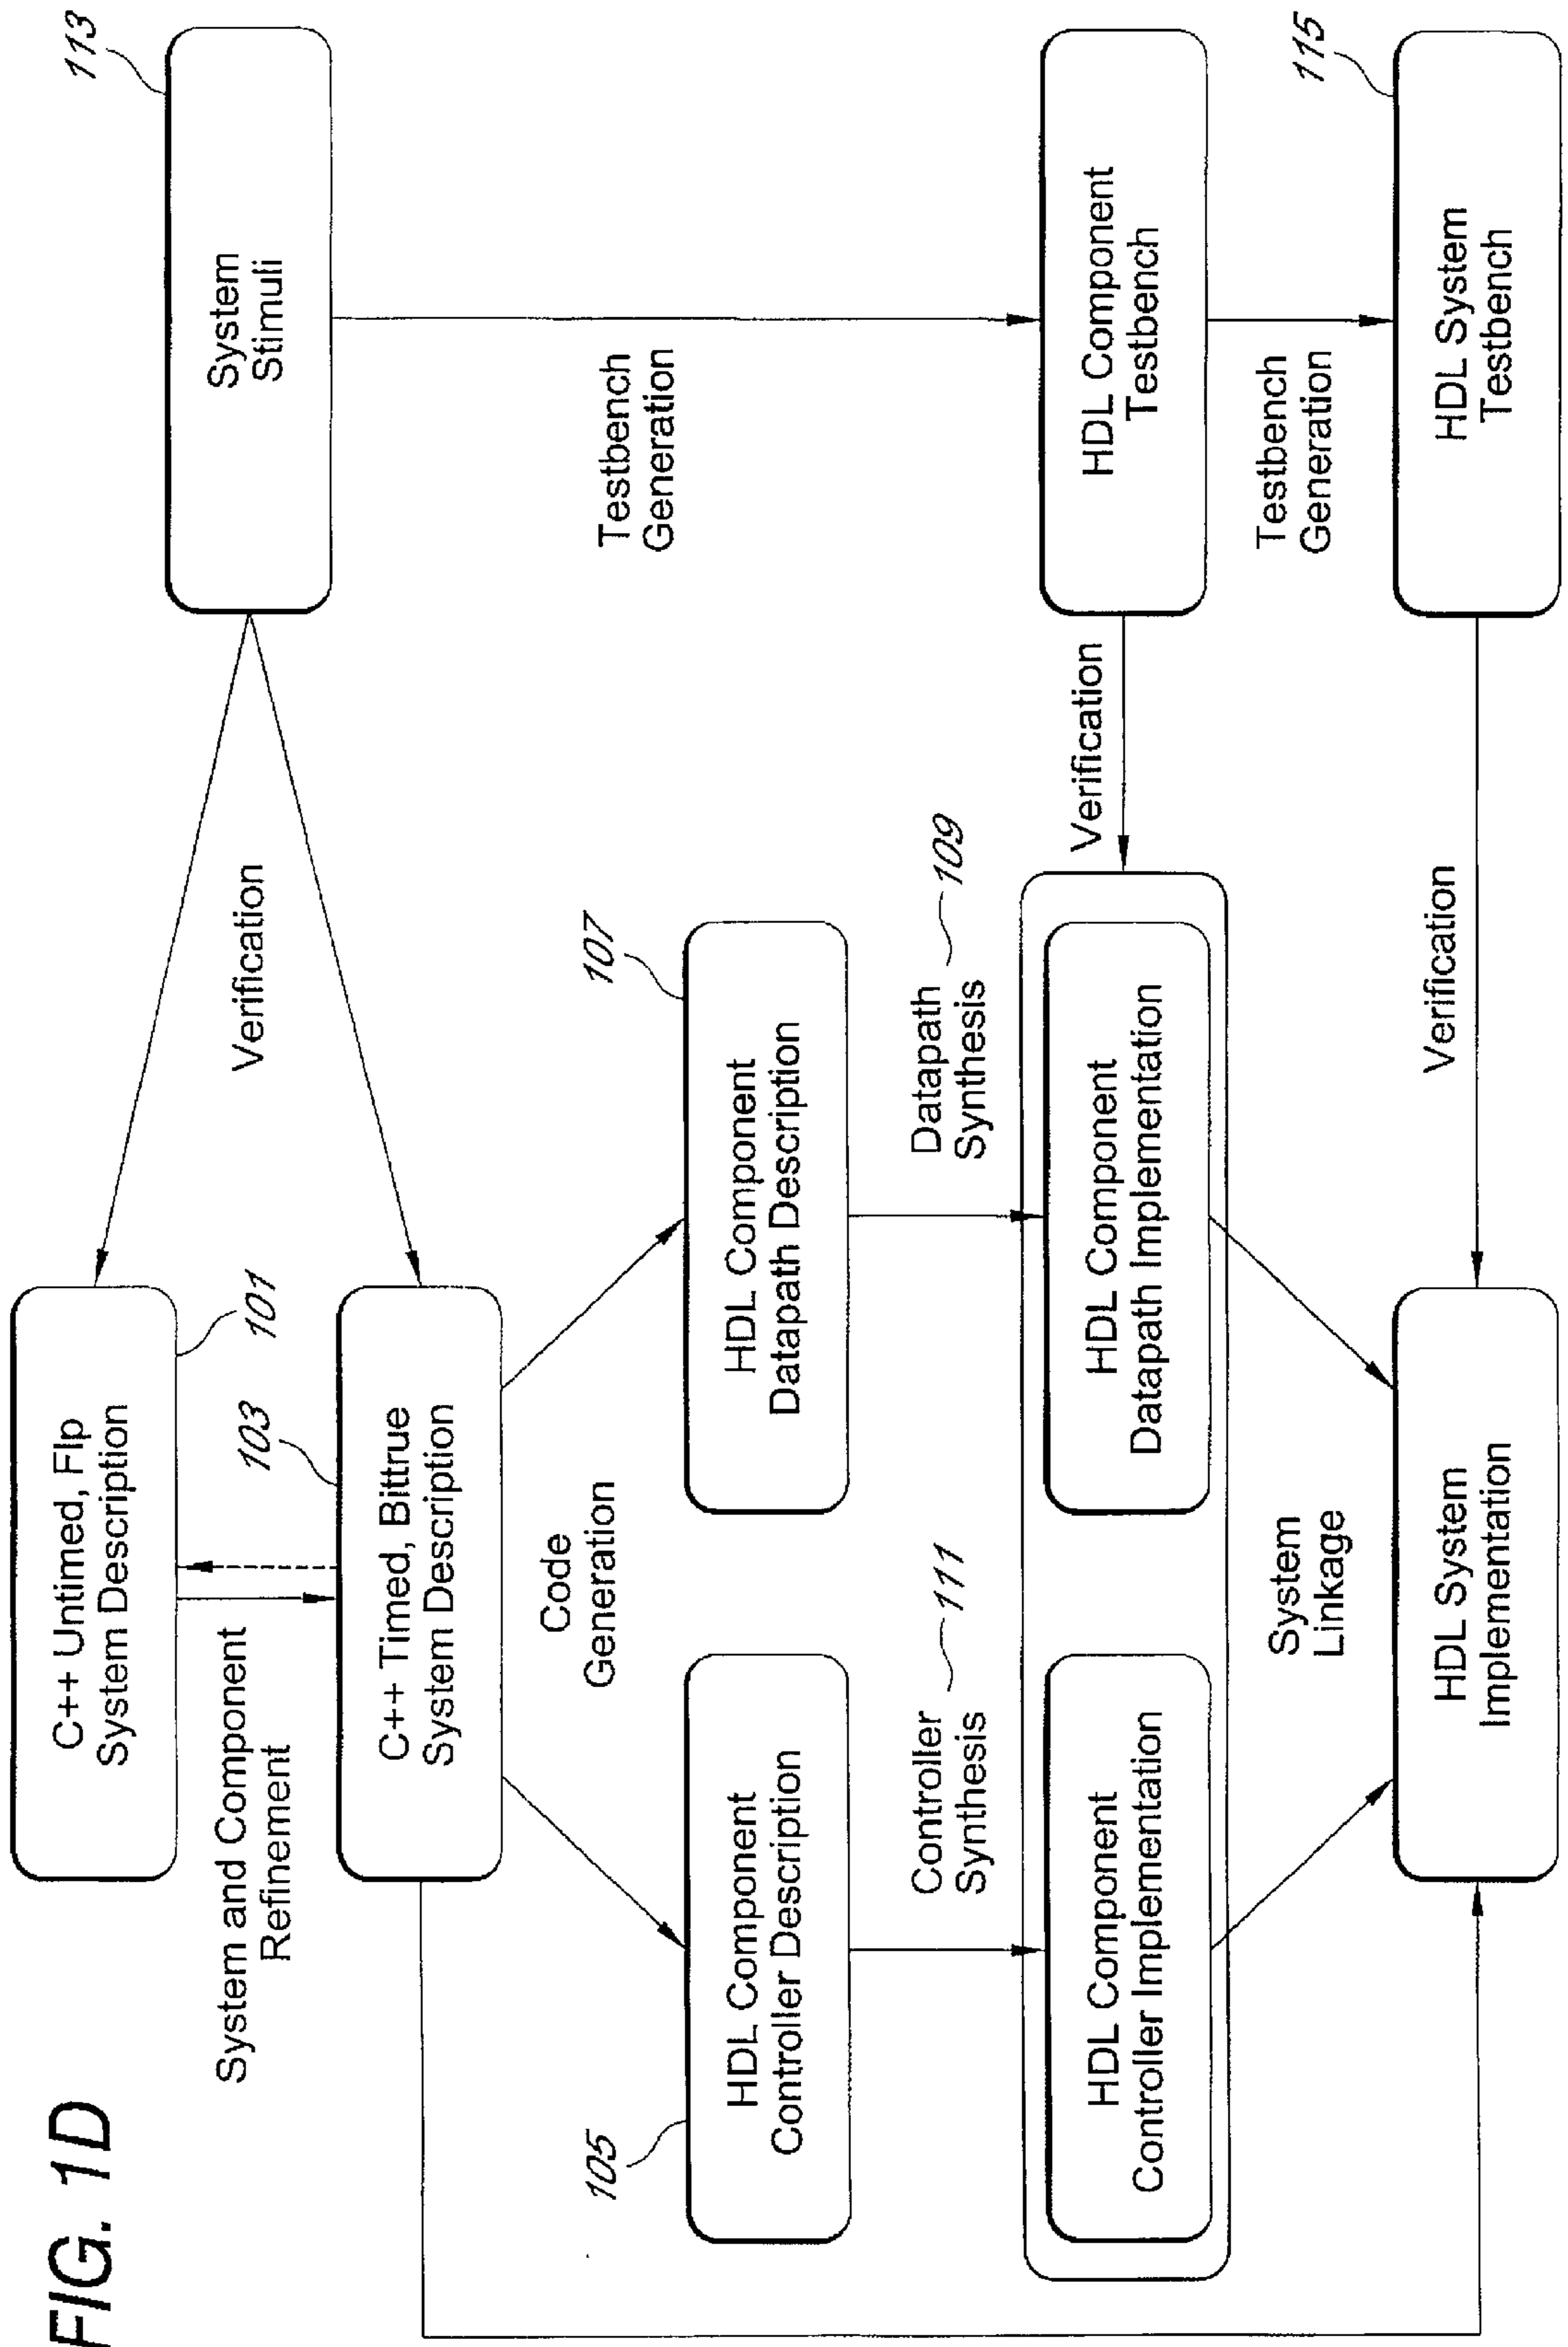 FIG. 1D
C++ Untimed, Flp
System Description
101
System and Component
Refinement
103
C++ Timed, Bittrue
System Description
Verification
113
System
Stimuli
Code
Generation
105
HDL Component
Controller Description
107
HDL Component
Datapath Description
Testbench
Generation
Controller
Synthesis
111
Datapath
Synthesis
109
HDL Component
Controller Implementation
HDL Component
Datapath Implementation
Verification
HDL Component
Testbench
System
Linkage
Testbench
Generation
HDL System
Implementation
Verification
115
HDL System
Testbench